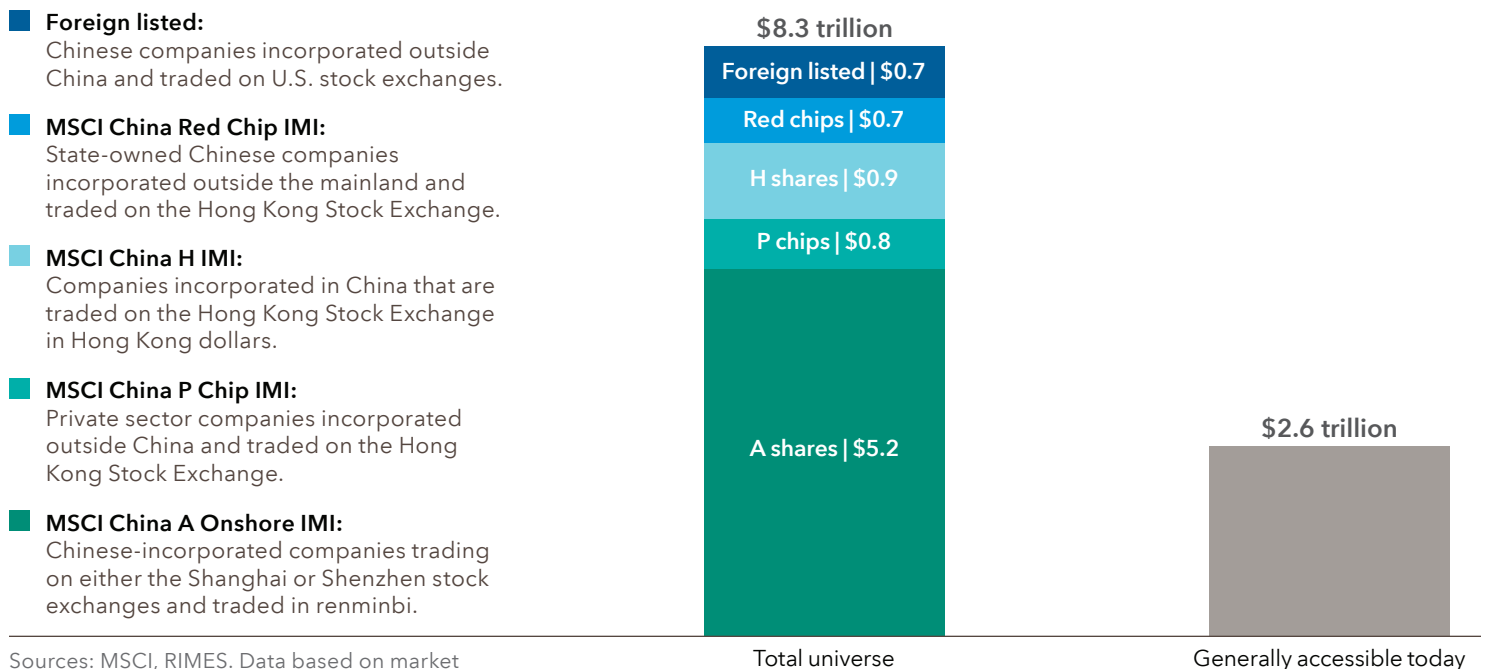 Foreign listed:
Chinese companies incorporated outside
China and traded on U.S. stock exchanges.
MSCI China Red Chip IMI:
State-owned Chinese companies
incorporated outside the mainland and
traded on the Hong Kong Stock Exchange.
MSCI China H IMI:
Companies incorporated in China that are
traded on the Hong Kong Stock Exchange
in Hong Kong dollars.
MSCI China P Chip IMI:
Private sector companies incorporated
outside China and traded on the Hong
Kong Stock Exchange.
MSCI China A Onshore IMI:
Chinese-incorporated companies trading
on either the Shanghai or Shenzhen stock
exchanges and traded in renminbi.
Sources: MSCI, RIMES. Data based on market
$8.3 trillion
Foreign listed | $0.7
Red chips | $0.7
H shares | $0.9
P chips | $0.8
A shares | $5.2
Total universe
$2.6 trillion
Generally accessible today